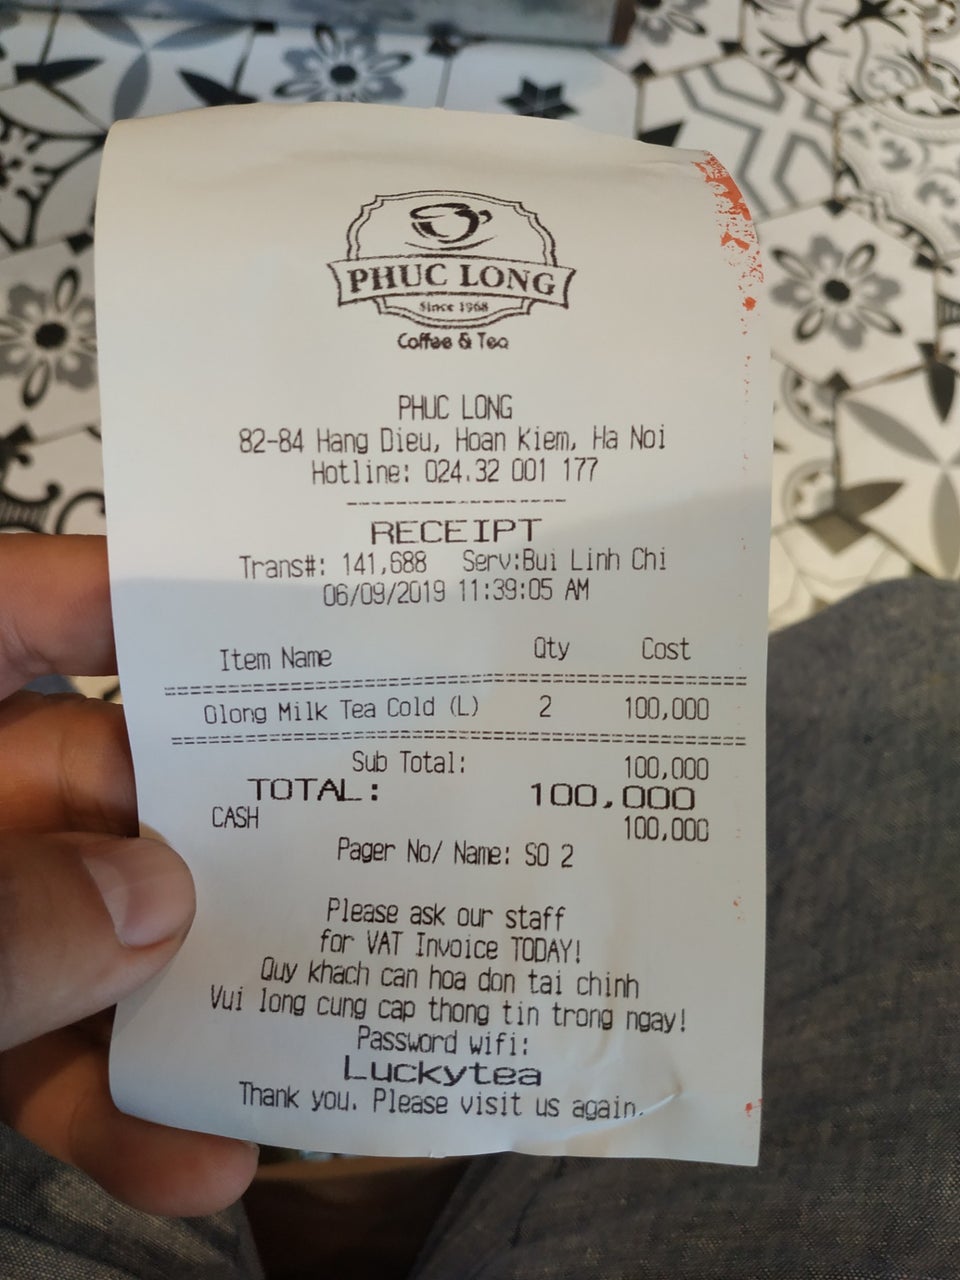 PHUC LONG
Since 1968
Coffee & Tea
PHUC LONG
82-84 Hang Dieu, Hoan Kiem, Ha Noi
Hotline: 024.32 001 177
RECEIPT
Trans#: 141,688 Serv:Bui Linh Chi
06/09/2019 11:39:05 AM
Item Name Qty Cost
Olong Milk Tea Cold (L) 2 100,000
Sub Total: 100,000
TOTAL: 100,000
CASH 100,000
Pager No/ Name: SO 2
Please ask our staff
for VAT Invoice TODAY!
Quy khach can hoa don tai chinh
Vui long cung cap thong tin trong ngay!
Password wifi:
Luckytea
Thank you. Please visit us again.